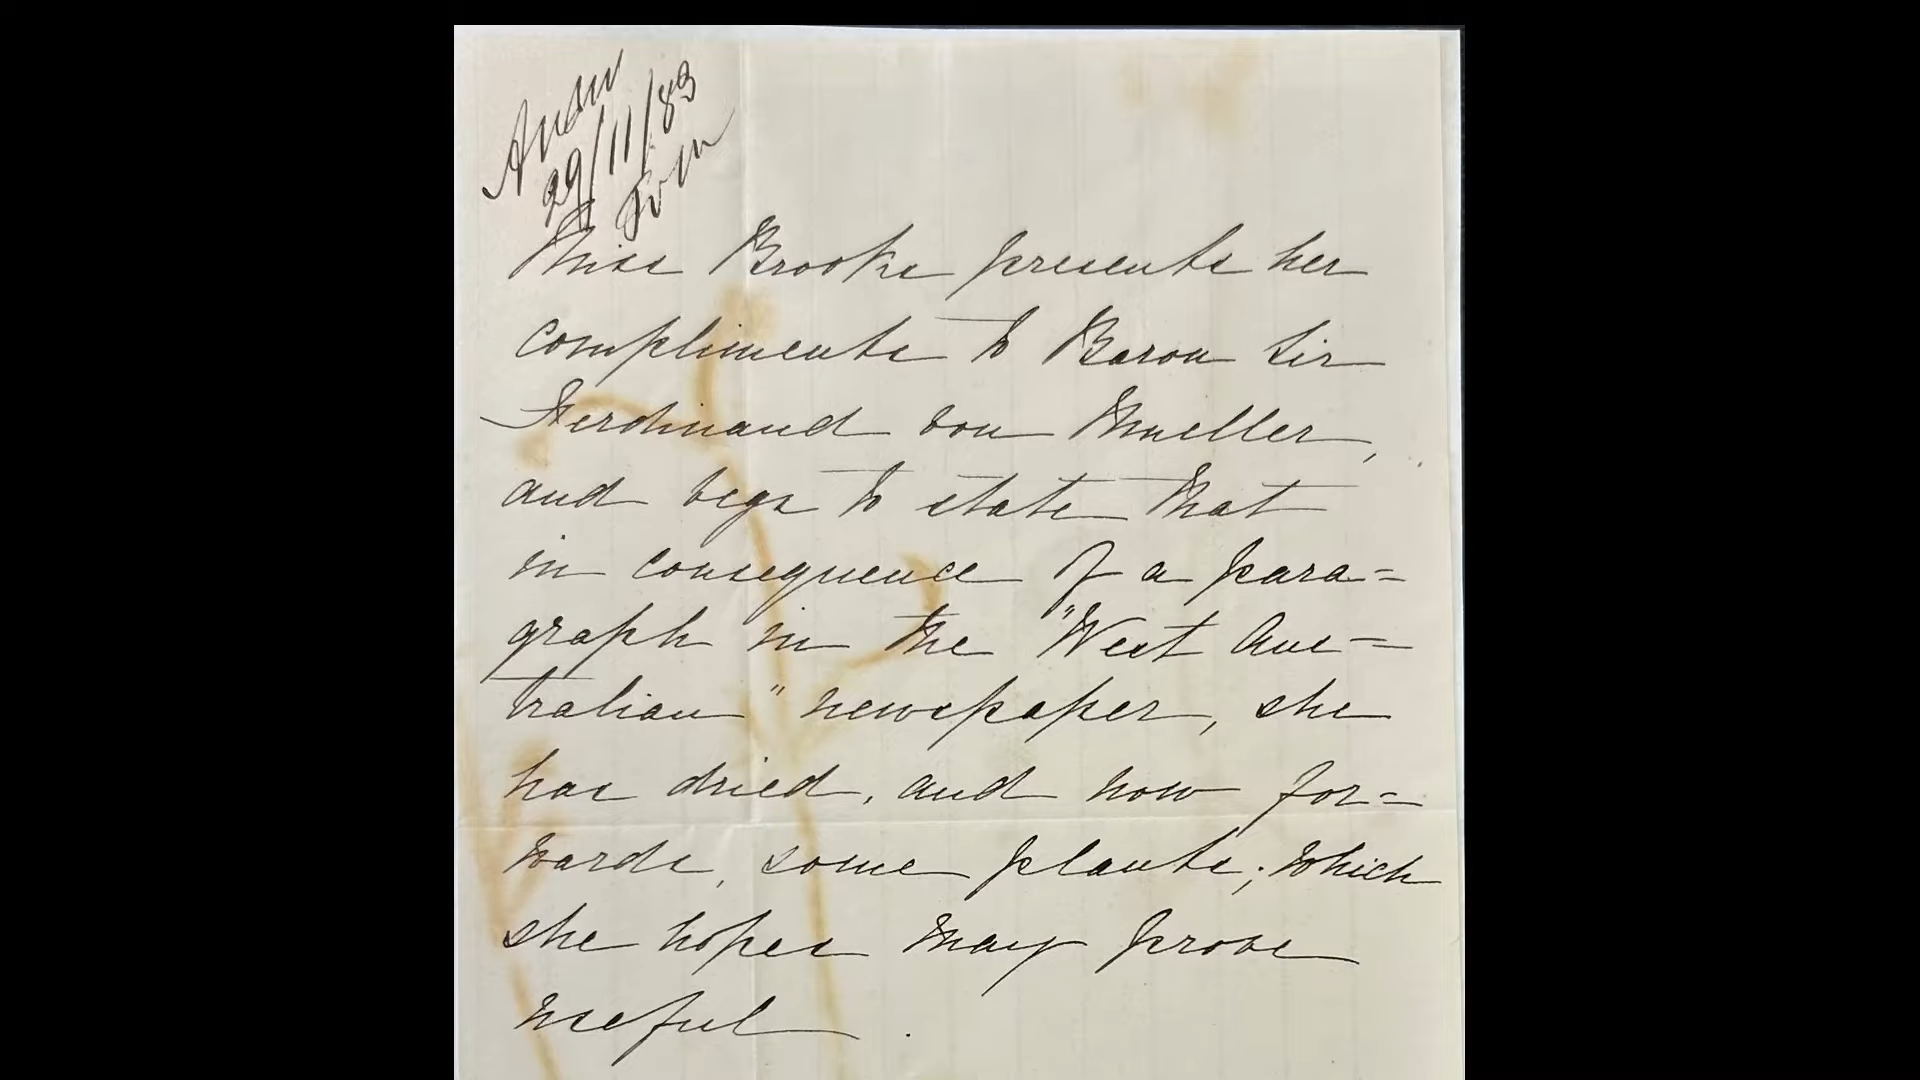 Answ
29/11/83
FvM
Miss Brooke presents her
compliments to Baron Sir
Ferdinand von Mueller,
and begs to state that
in consequence of a para=
graph in the "West Aus=
tralian" newspaper, she
has dried, and now for=
wards, some plants; which
she hopes may prove
useful.